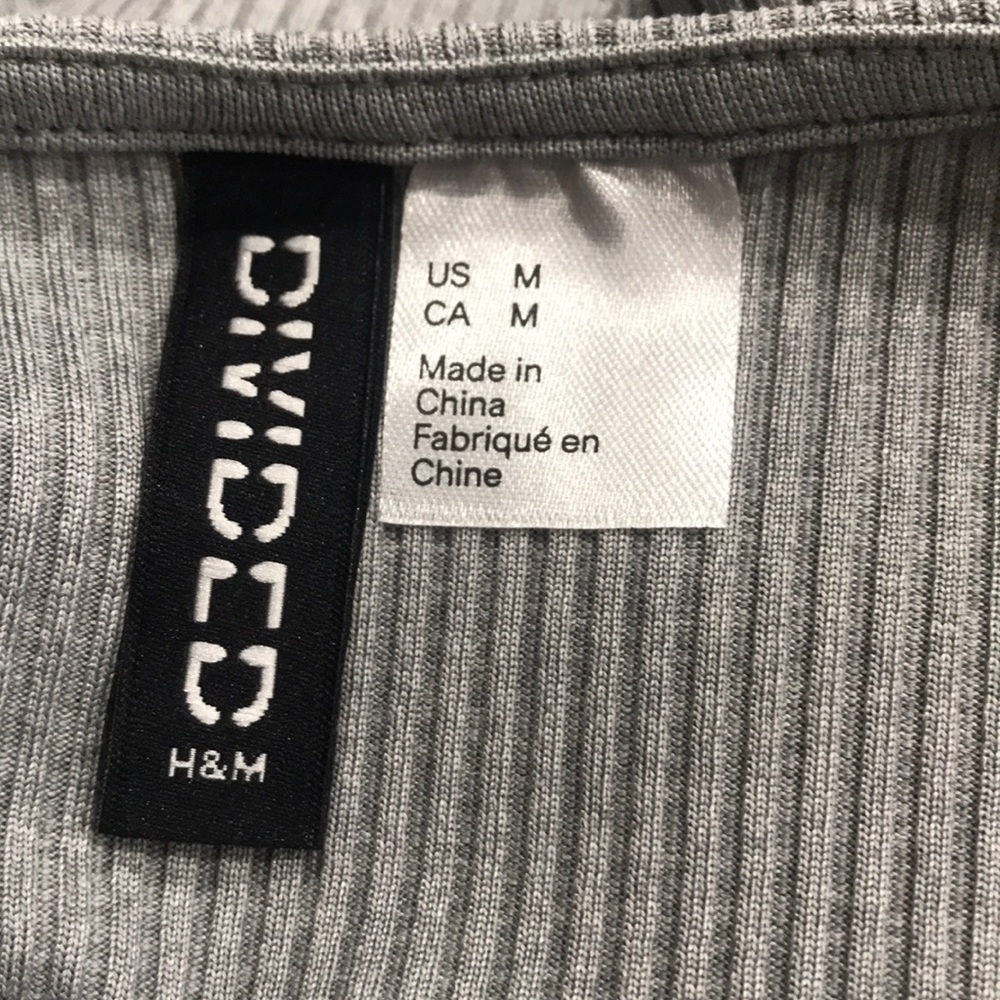 DIVIDED
H&M
US M
CA M
Made in
China
Fabriqué en
Chine